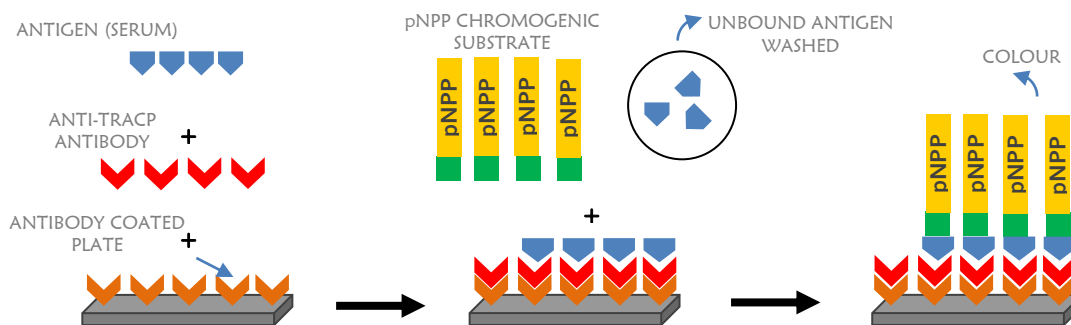 ANTIGEN (SERUM)
+
ANTI-TRACP
ANTIBODY
+
ANTIBODY COATED
PLATE
pNPP CHROMOGENIC
SUBSTRATE
pNPP
pNPP
pNPP
pNPP
+
UNBOUND ANTIGEN
WASHED
COLOUR
pNPP
pNPP
pNPP
pNPP